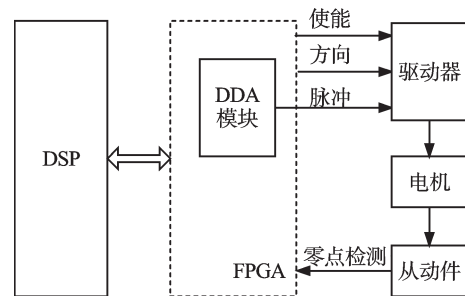 使能
方向
驱动器
DDA
模块
脉冲
DSP
电机
零点检测
从动件
FPGA